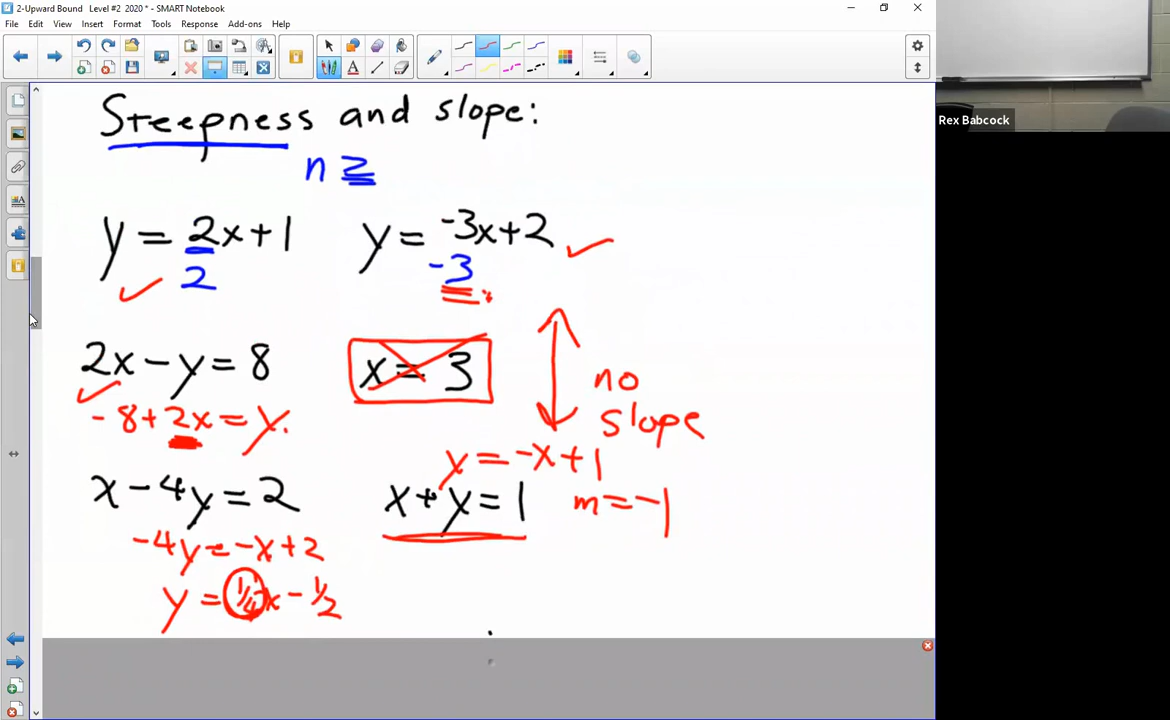 2-Upward Bound Level #2 2020 * - SMART Notebook
File Edit View Insert Format Tools Steepness Add-ons Help
Rex Babcock
Steepness and slope:
n ≥
y = 2x+1 y = -3x+2
2 -3
2x - y = 8 x = 3
no
-8+2x = y. slope
y = -x+1
x - 4y = 2 x + y = 1 m = -1
-4y = -x+2
y = 1/4x - 1/2